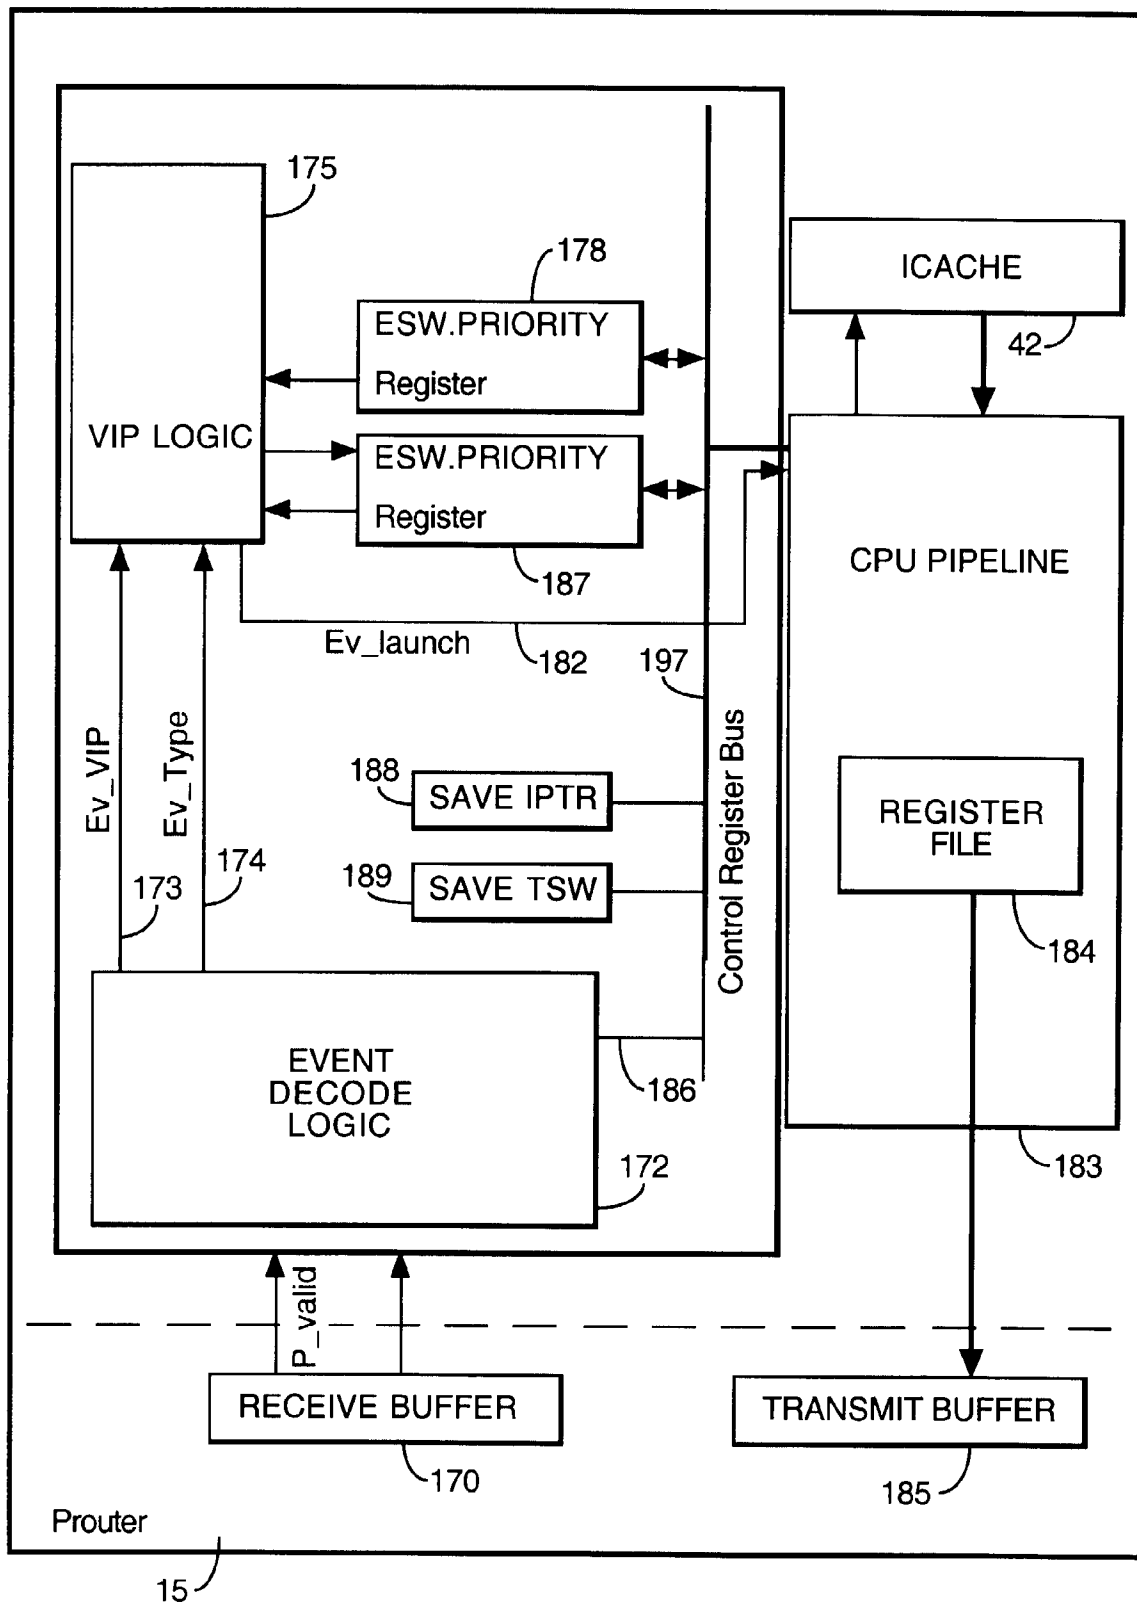 175
178
ICACHE
ESW.PRIORITY
42
Register
VIP LOGIC
ESW.PRIORITY
Register
CPU PIPELINE
187
Ev_launch
182
197
Ev_VIP
Ev_Type
Control Register Bus
188
SAVE IPTR
REGISTER
FILE
189
SAVE TSW
173
174
184
EVENT
DECODE
LOGIC
186
172
183
P_valid
RECEIVE BUFFER
TRANSMIT BUFFER
170
185
Prouter
15